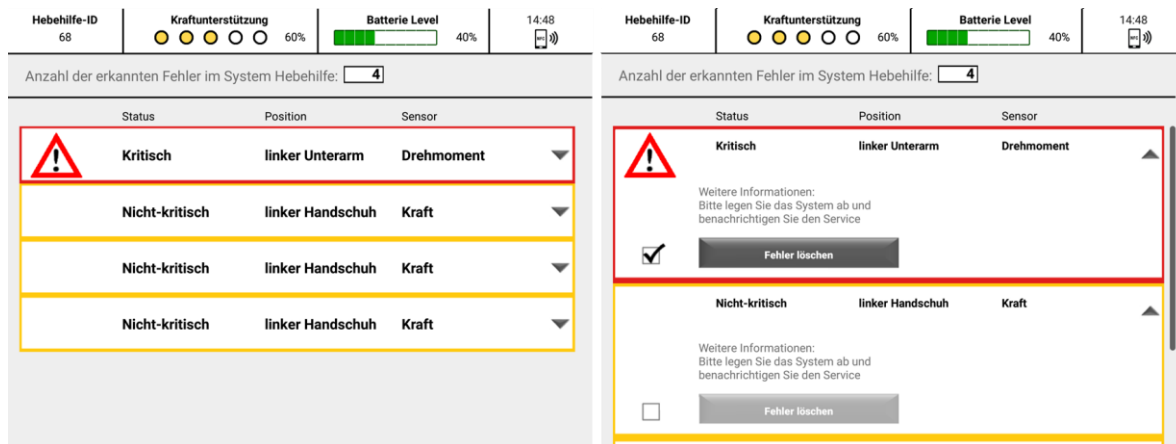 Hebehilfe-ID Kraftunterstützung Batterie Level 14:48
68 60% 40%
Anzahl der erkannten Fehler im System Hebehilfe: 4
Status Position Sensor
Kritisch linker Unterarm Drehmoment
Nicht-kritisch linker Handschuh Kraft
Nicht-kritisch linker Handschuh Kraft
Nicht-kritisch linker Handschuh Kraft
Hebehilfe-ID Kraftunterstützung Batterie Level 14:48
68 60% 40%
Anzahl der erkannten Fehler im System Hebehilfe: 4
Status Position Sensor
Kritisch linker Unterarm Drehmoment
Weitere Informationen:
Bitte legen Sie das System ab und
benachrichtigen Sie den Service
Fehler löschen
Nicht-kritisch linker Handschuh Kraft
Weitere Informationen:
Bitte legen Sie das System ab und
benachrichtigen Sie den Service
Fehler löschen